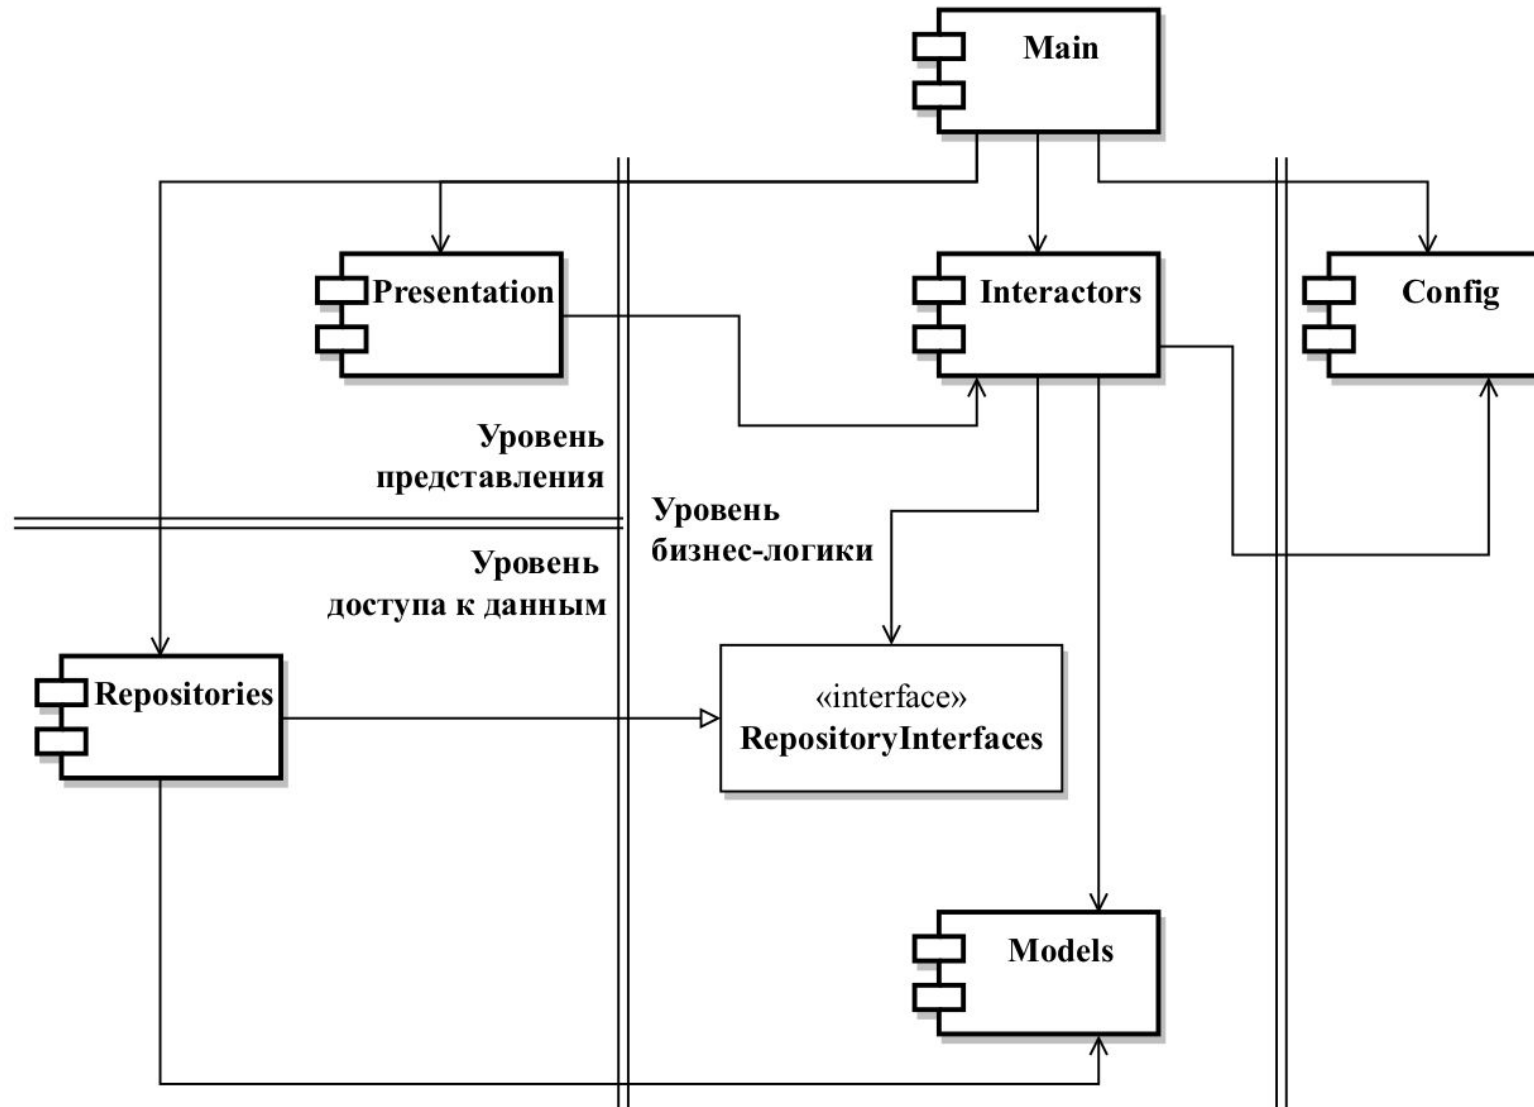 Main
Presentation
Interactors
Config
Уровень
представления
Уровень
бизнес-логики
Уровень
доступа к данным
Repositories
«interface»
RepositoryInterfaces
Models